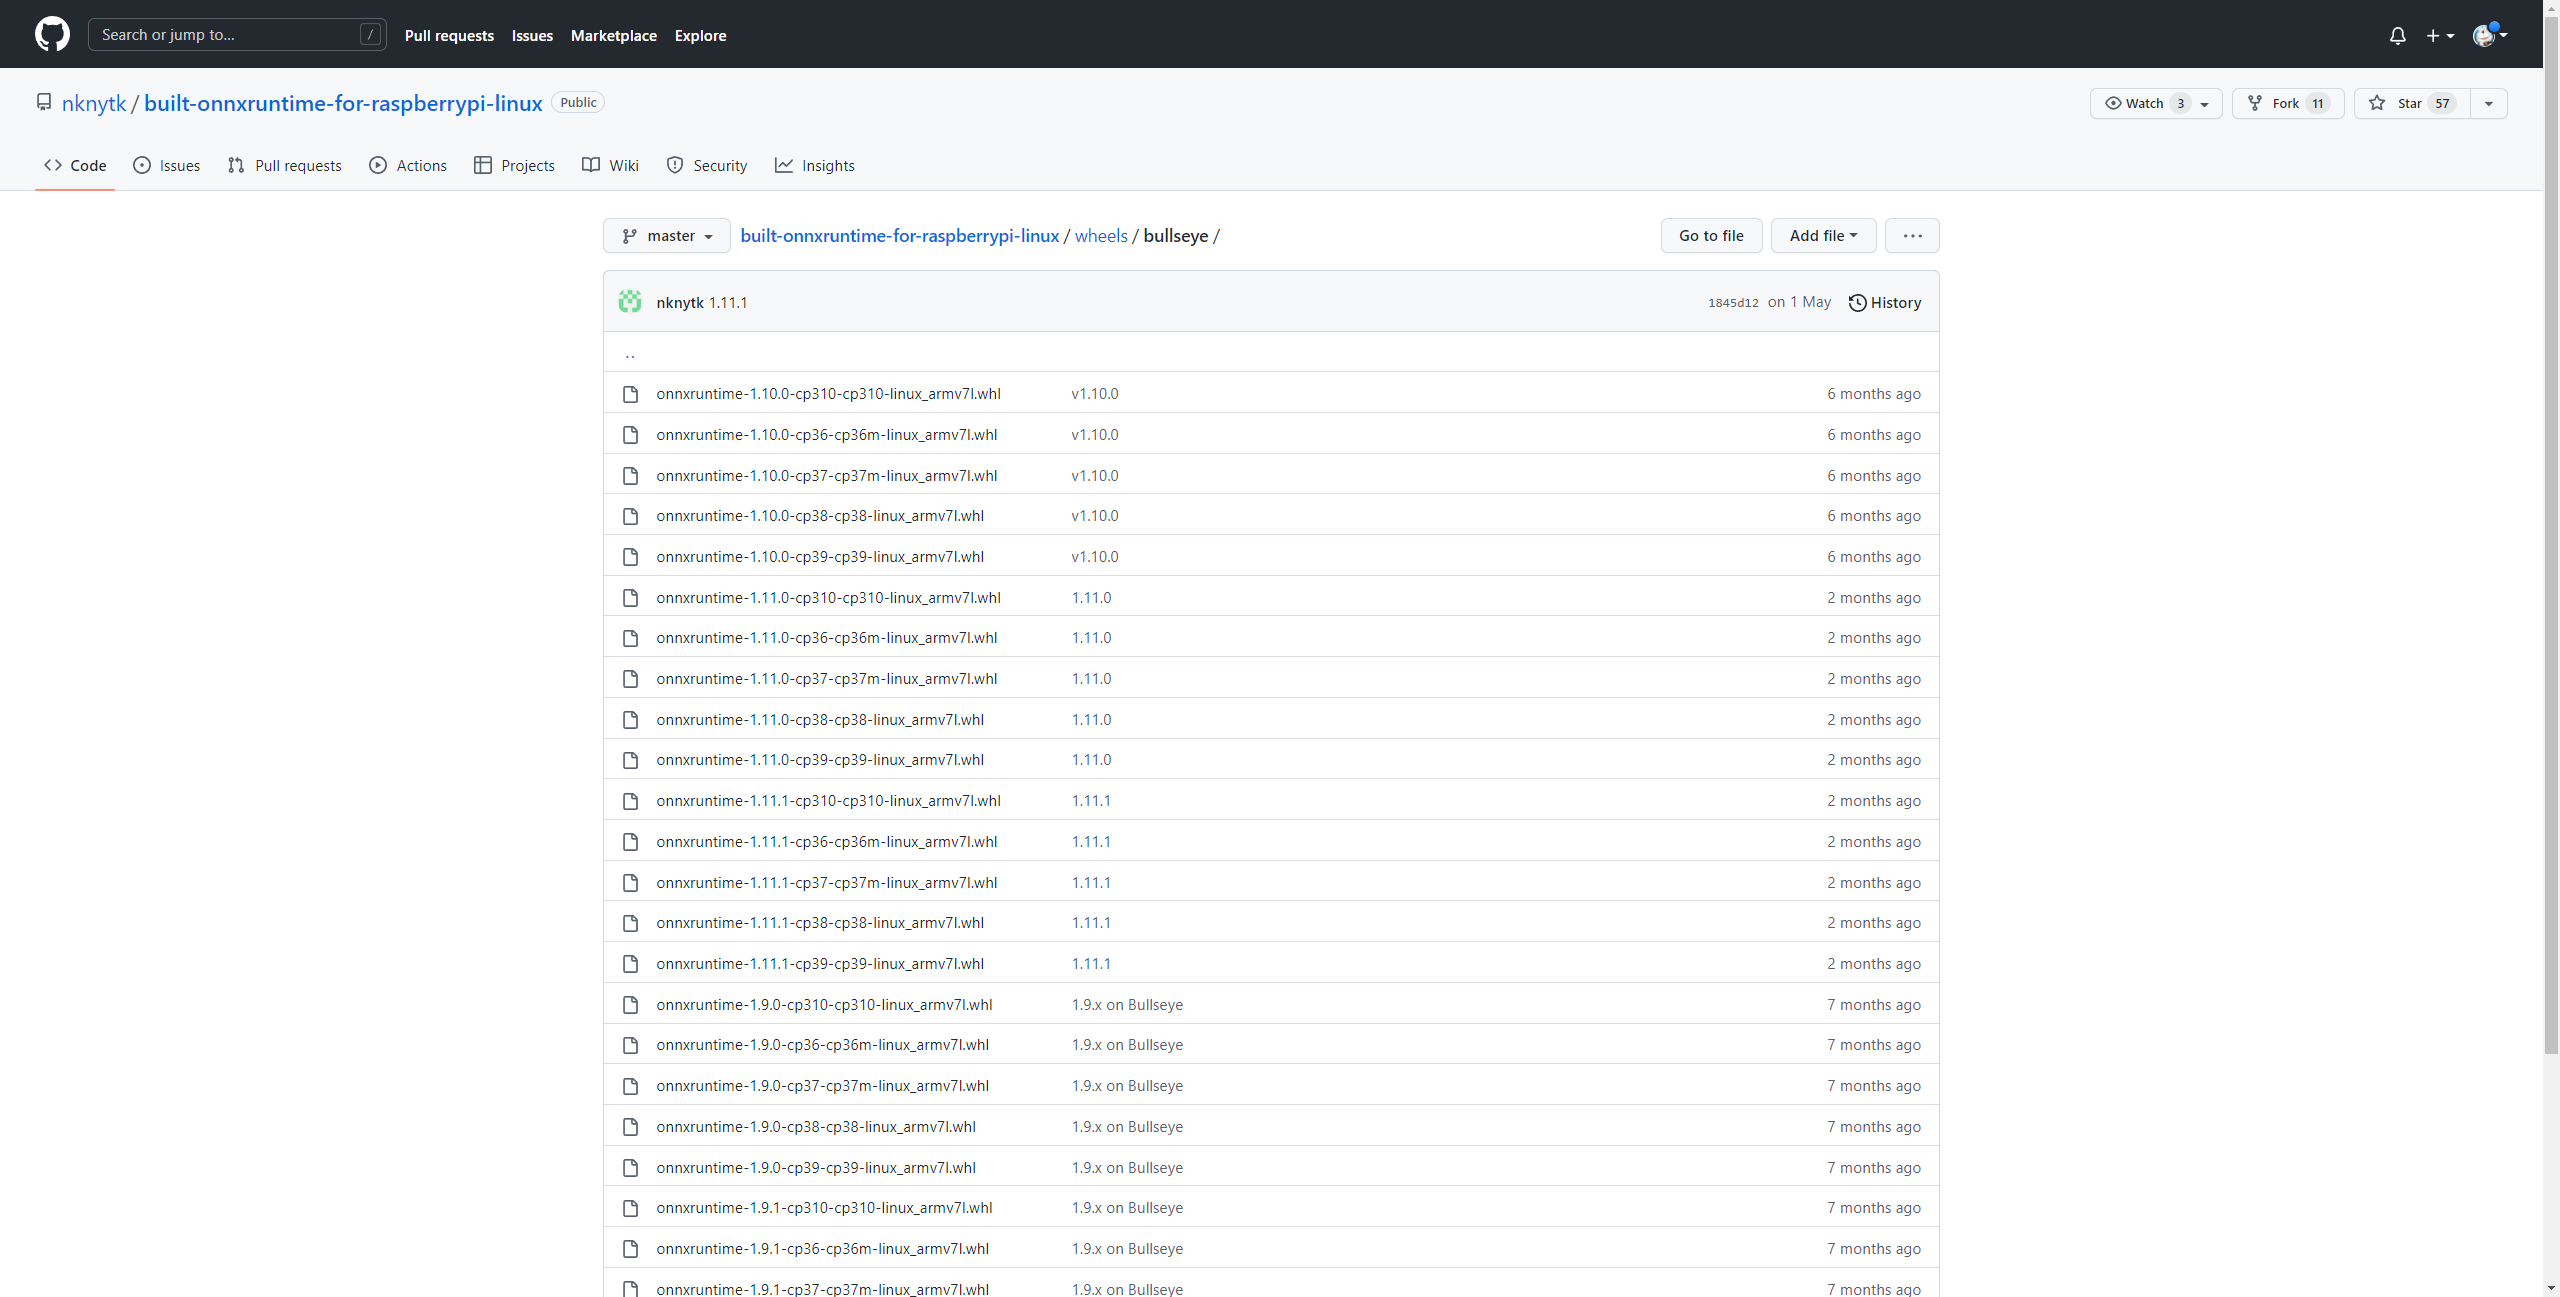 Search or jump to... /
Pull requests Issues Marketplace Explore
nknytk / built-onnxruntime-for-raspberrypi-linux Public
Watch 3 Fork 11 Star 57
Code Issues Pull requests Actions Projects Wiki Security Insights
master built-onnxruntime-for-raspberrypi-linux / wheels / bullseye / Go to file Add file ...
nknytk 1.11.1 1845d12 on 1 May History
..
onnxruntime-1.10.0-cp310-cp310-linux_armv7l.whl v1.10.0 6 months ago
onnxruntime-1.10.0-cp36-cp36m-linux_armv7l.whl v1.10.0 6 months ago
onnxruntime-1.10.0-cp37-cp37m-linux_armv7l.whl v1.10.0 6 months ago
onnxruntime-1.10.0-cp38-cp38-linux_armv7l.whl v1.10.0 6 months ago
onnxruntime-1.10.0-cp39-cp39-linux_armv7l.whl v1.10.0 6 months ago
onnxruntime-1.11.0-cp310-cp310-linux_armv7l.whl 1.11.0 2 months ago
onnxruntime-1.11.0-cp36-cp36m-linux_armv7l.whl 1.11.0 2 months ago
onnxruntime-1.11.0-cp37-cp37m-linux_armv7l.whl 1.11.0 2 months ago
onnxruntime-1.11.0-cp38-cp38-linux_armv7l.whl 1.11.0 2 months ago
onnxruntime-1.11.0-cp39-cp39-linux_armv7l.whl 1.11.0 2 months ago
onnxruntime-1.11.1-cp310-cp310-linux_armv7l.whl 1.11.1 2 months ago
onnxruntime-1.11.1-cp36-cp36m-linux_armv7l.whl 1.11.1 2 months ago
onnxruntime-1.11.1-cp37-cp37m-linux_armv7l.whl 1.11.1 2 months ago
onnxruntime-1.11.1-cp38-cp38-linux_armv7l.whl 1.11.1 2 months ago
onnxruntime-1.11.1-cp39-cp39-linux_armv7l.whl 1.11.1 2 months ago
onnxruntime-1.9.0-cp310-cp310-linux_armv7l.whl 1.9.x on Bullseye 7 months ago
onnxruntime-1.9.0-cp36-cp36m-linux_armv7l.whl 1.9.x on Bullseye 7 months ago
onnxruntime-1.9.0-cp37-cp37m-linux_armv7l.whl 1.9.x on Bullseye 7 months ago
onnxruntime-1.9.0-cp38-cp38-linux_armv7l.whl 1.9.x on Bullseye 7 months ago
onnxruntime-1.9.0-cp39-cp39-linux_armv7l.whl 1.9.x on Bullseye 7 months ago
onnxruntime-1.9.1-cp310-cp310-linux_armv7l.whl 1.9.x on Bullseye 7 months ago
onnxruntime-1.9.1-cp36-cp36m-linux_armv7l.whl 1.9.x on Bullseye 7 months ago
onnxruntime-1.9.1-cp37-cp37m-linux_armv7l.whl 1.9.x on Bullseye 7 months ago